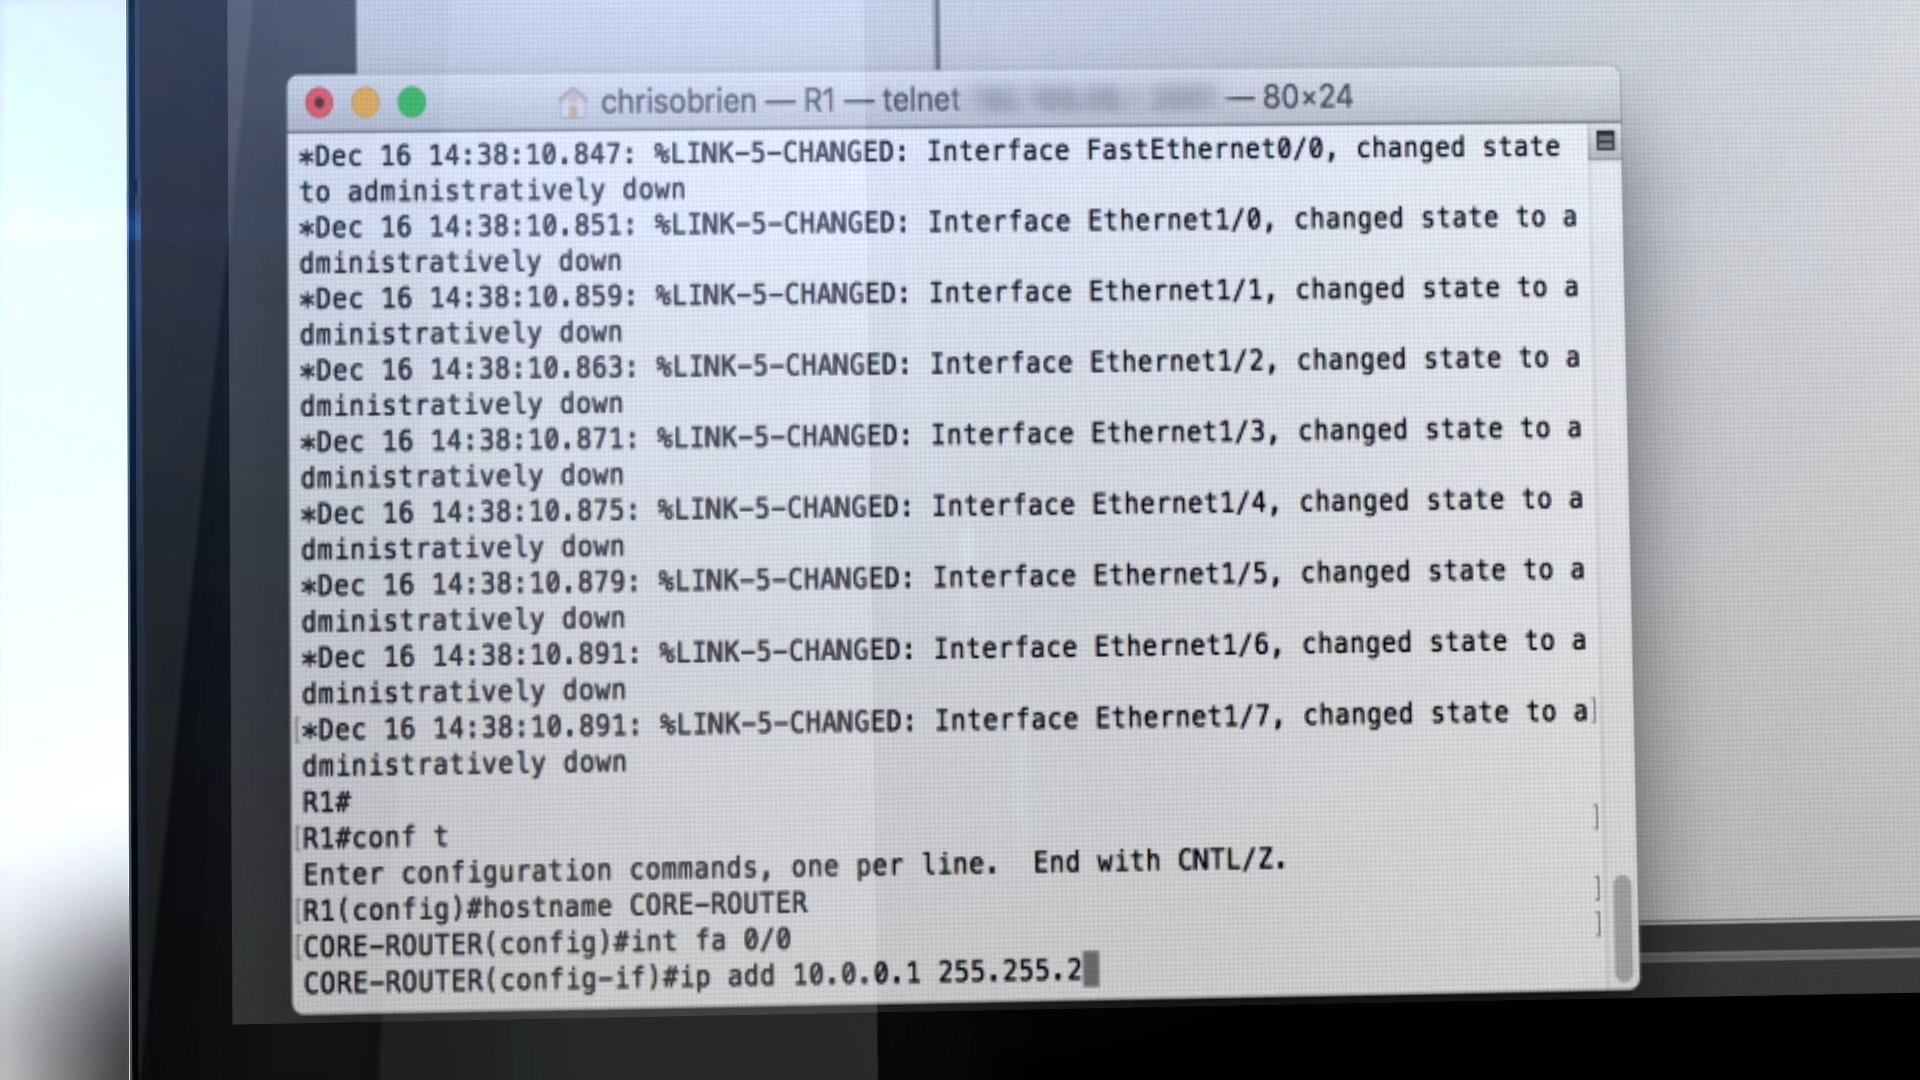 chrisobrien — R1 — telnet — 80×24
*Dec 16 14:38:10.847: %LINK-5-CHANGED: Interface FastEthernet0/0, changed state
to administratively down
*Dec 16 14:38:10.851: %LINK-5-CHANGED: Interface Ethernet1/0, changed state to a
dministratively down
*Dec 16 14:38:10.859: %LINK-5-CHANGED: Interface Ethernet1/1, changed state to a
dministratively down
*Dec 16 14:38:10.863: %LINK-5-CHANGED: Interface Ethernet1/2, changed state to a
dministratively down
*Dec 16 14:38:10.871: %LINK-5-CHANGED: Interface Ethernet1/3, changed state to a
dministratively down
*Dec 16 14:38:10.875: %LINK-5-CHANGED: Interface Ethernet1/4, changed state to a
dministratively down
*Dec 16 14:38:10.879: %LINK-5-CHANGED: Interface Ethernet1/5, changed state to a
dministratively down
*Dec 16 14:38:10.891: %LINK-5-CHANGED: Interface Ethernet1/6, changed state to a
dministratively down
[*Dec 16 14:38:10.891: %LINK-5-CHANGED: Interface Ethernet1/7, changed state to a]
dministratively down
R1#
[R1#conf t ]
Enter configuration commands, one per line.  End with CNTL/Z.
[R1(config)#hostname CORE-ROUTER ]
[CORE-ROUTER(config)#int fa 0/0 ]
CORE-ROUTER(config-if)#ip add 10.0.0.1 255.255.2